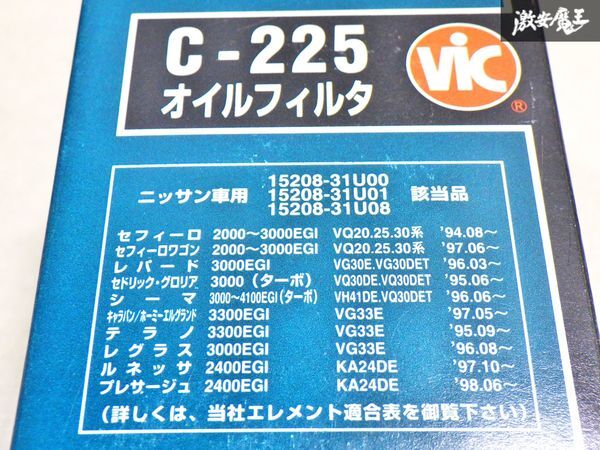 激安魔王
C-225
オイルフィルタ
VIC
®
ニッサン車用 15208-31U00 15208-31U01 15208-31U08 該当品
セフィーロ 2000～3000EGI VQ20.25.30系 '94.08～
セフィーロワゴン 2000～3000EGI VQ20.25.30系 '97.06～
レパード 3000EGI VG30E.VG30DET '96.03～
セドリック・グロリア 3000（ターボ） VQ30DE.VQ30DET '95.06～
シーマ 3000～4100EGI（ターボ） VH41DE.VQ30DET '96.06～
キャラバン/ホーミーエルグランド 3300EGI VG33E '97.05～
テラノ 3300EGI VG33E '95.09～
レグラス 3000EGI VG33E '96.08～
ルネッサ 2400EGI KA24DE '97.10～
プレサージュ 2400EGI KA24DE '98.06～
（詳しくは、当社エレメント適合表を御覧下さい）